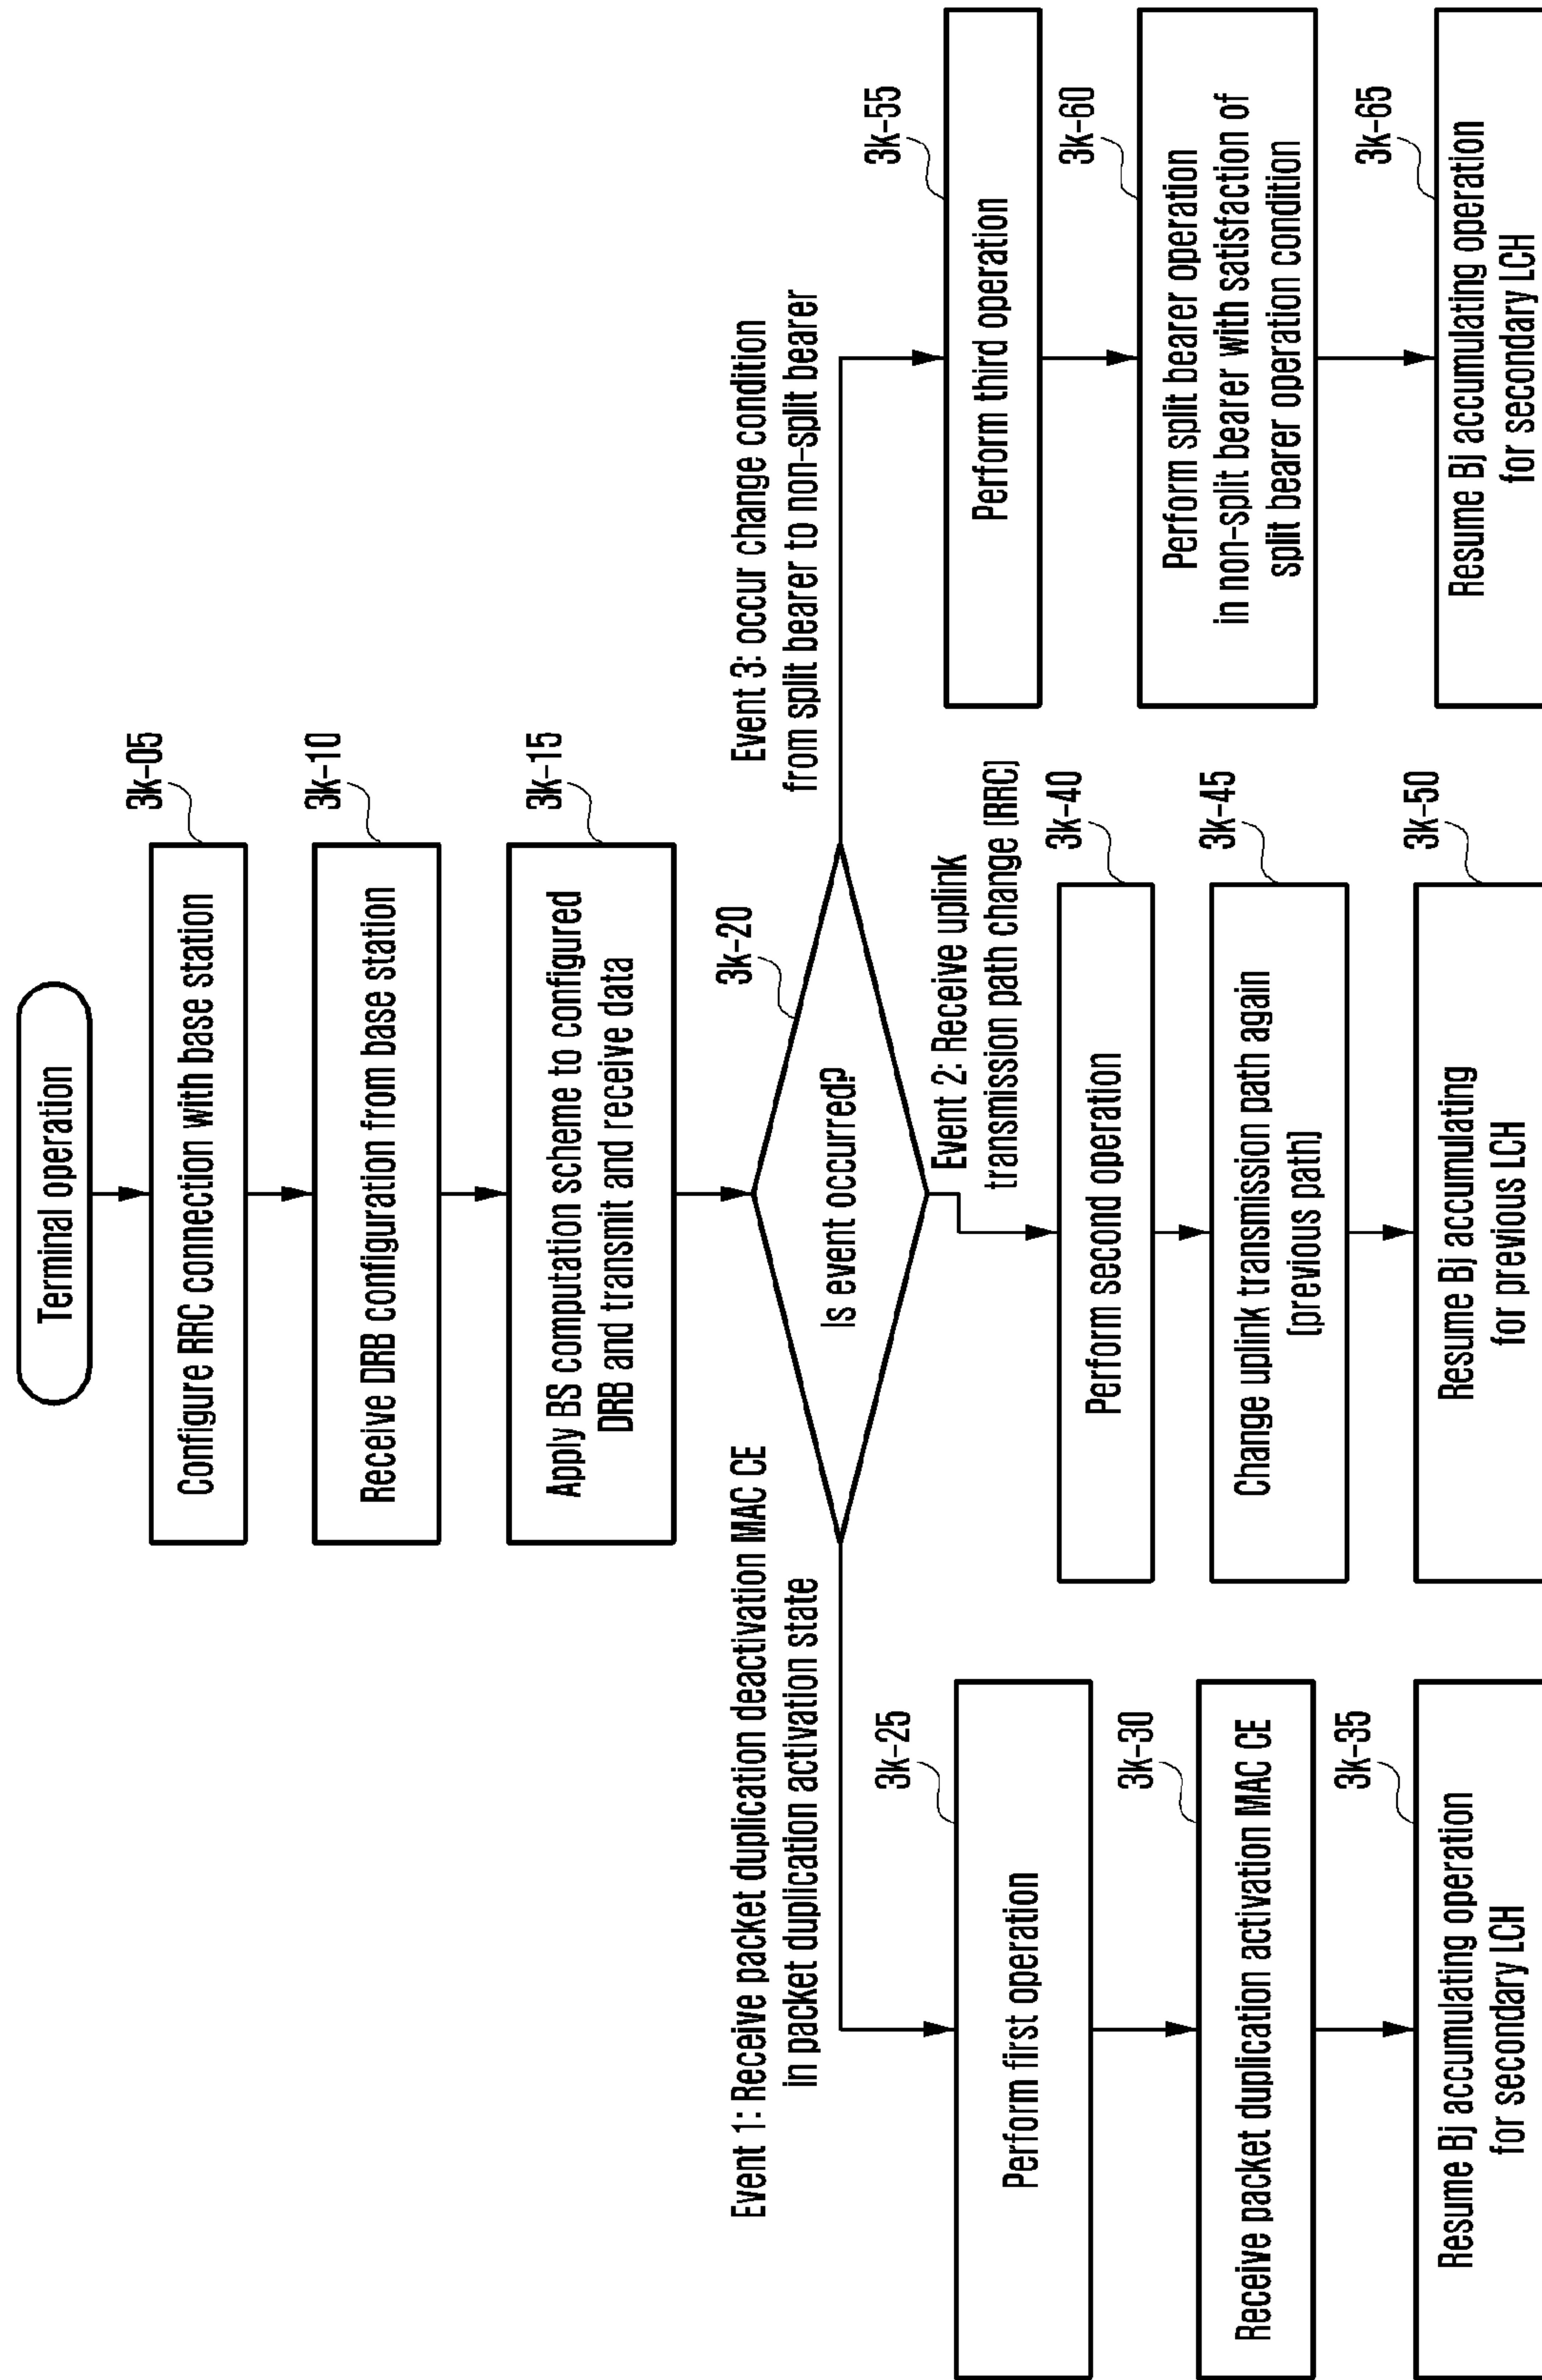 Terminal operation
3k-05
Configure RRC connection with base station
3k-10
Receive DRB configuration from base station
3k-15
Apply BS computation scheme to configured
DRB and transmit and receive data
3k-20
Is event occurred?
Event 1: Receive packet duplication deactivation MAC CE
in packet duplication activation state
3k-25
Perform first operation
3k-30
Receive packet duplication activation MAC CE
3k-35
Resume Bj accumulating operation
for secondary LCH
Event 2: Receive uplink
transmission path change (RRC)
3k-40
Perform second operation
3k-45
Change uplink transmission path again
(previous path)
3k-50
Resume Bj accumulating
for previous LCH
Event 3: occur change condition
from split bearer to non-split bearer
3k-55
Perform third operation
3k-60
Perform split bearer operation
in non-split bearer with satisfaction of
split bearer operation condition
3k-65
Resume Bj accumulating operation
for secondary LCH